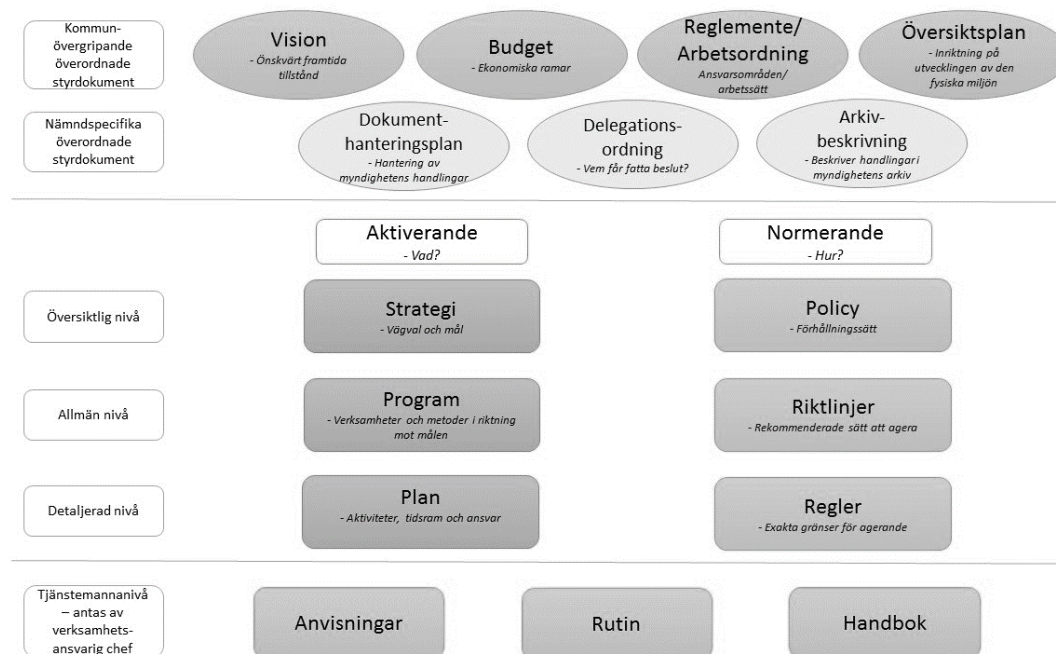 Kommun-
övergripande
överordnade
styrdokument
Vision
- Önskvärt framtida
tillstånd
Budget
- Ekonomiska ramar
Reglemente/
Arbetsordning
Ansvarsområden/
arbetssätt
Översiktsplan
- Inriktning på
utvecklingen av den
fysiska miljön
Nämndspecifika
överordnade
styrdokument
Dokument-
hanteringsplan
- Hantering av
myndighetens handlingar
Delegations-
ordning
- Vem får fatta beslut?
Arkiv-
beskrivning
- Beskriver handlingar i
myndighetens arkiv
Aktiverande
- Vad?
Normerande
- Hur?
Översiktlig nivå
Strategi
- Vägval och mål
Policy
- Förhållningssätt
Allmän nivå
Program
- Verksamheter och metoder i riktning
mot målen
Riktlinjer
- Rekommenderade sätt att agera
Detaljerad nivå
Plan
- Aktiviteter, tidsram och ansvar
Regler
- Exakta gränser för agerande
Tjänstemannanivå
– antas av
verksamhets-
ansvarig chef
Anvisningar
Rutin
Handbok